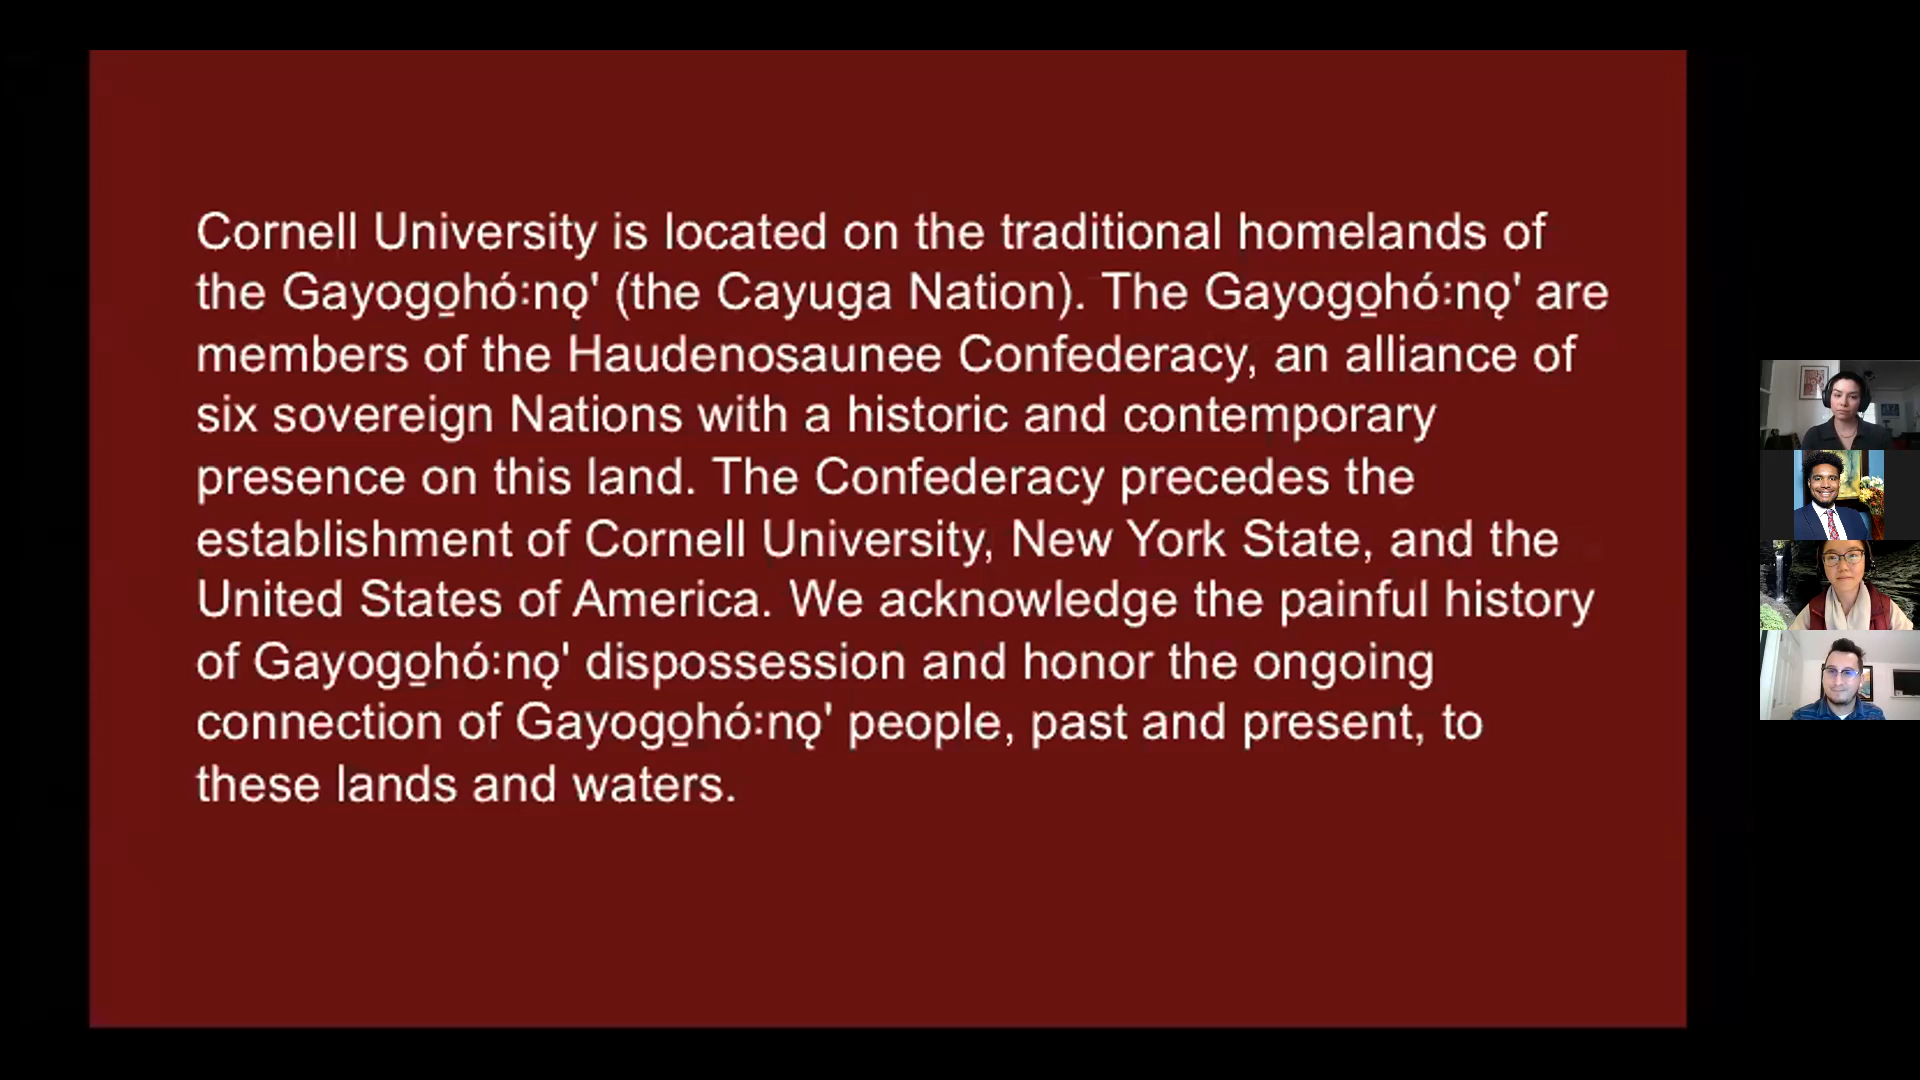 Cornell University is located on the traditional homelands of
the Gayogo̱hó:nǫ' (the Cayuga Nation). The Gayogo̱hó:nǫ' are
members of the Haudenosaunee Confederacy, an alliance of
six sovereign Nations with a historic and contemporary
presence on this land. The Confederacy precedes the
establishment of Cornell University, New York State, and the
United States of America. We acknowledge the painful history
of Gayogo̱hó:nǫ' dispossession and honor the ongoing
connection of Gayogo̱hó:nǫ' people, past and present, to
these lands and waters.